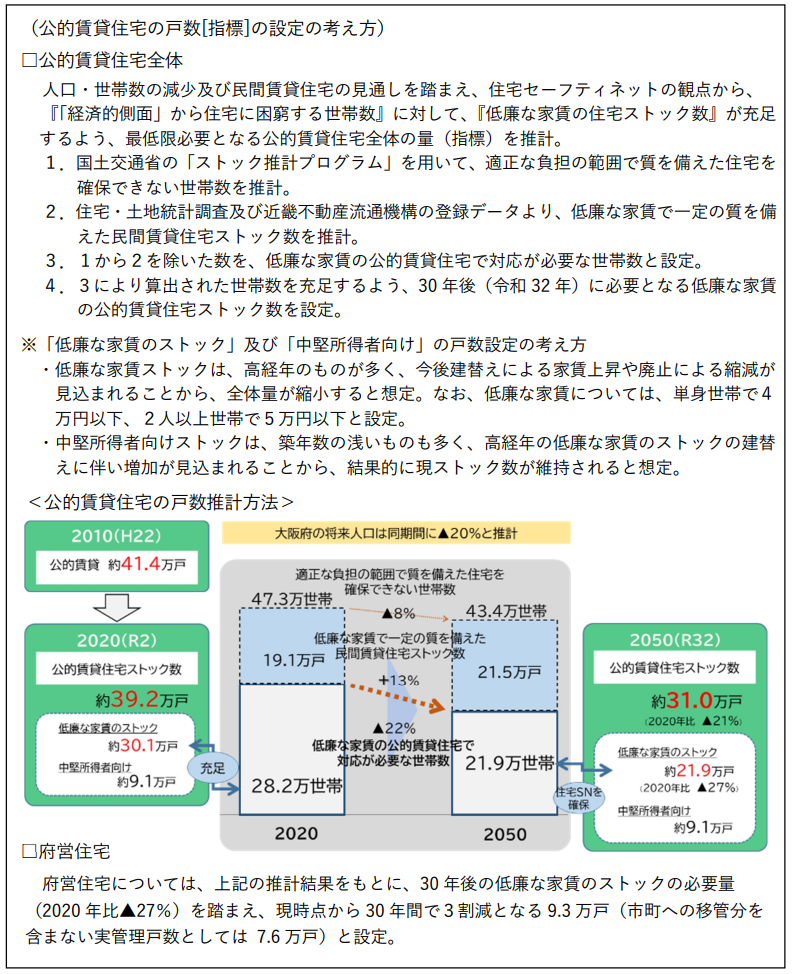 （公的賃貸住宅の戸数[指標]の設定の考え方）
□公的賃貸住宅全体
人口・世帯数の減少及び民間賃貸住宅の見通しを踏まえ、住宅セーフティネットの観点から、
『「経済的側面」から住宅に困窮する世帯数』に対して、『低廉な家賃の住宅ストック数』が充足
するよう、最低限必要となる公的賃貸住宅全体の量（指標）を推計。
１．国土交通省の「ストック推計プログラム」を用いて、適正な負担の範囲で質を備えた住宅を
確保できない世帯数を推計。
２．住宅・土地統計調査及び近畿不動産流通機構の登録データより、低廉な家賃で一定の質を備
えた民間賃貸住宅ストック数を推計。
３．１から２を除いた数を、低廉な家賃の公的賃貸住宅で対応が必要な世帯数と設定。
４．３により算出された世帯数を充足するよう、30 年後（令和 32 年）に必要となる低廉な家賃
の公的賃貸住宅ストック数を設定。
※「低廉な家賃のストック」及び「中堅所得者向け」の戸数設定の考え方
・低廉な家賃ストックは、高経年のものが多く、今後建替えによる家賃上昇や廃止による縮減が
見込まれることから、全体量が縮小すると想定。なお、低廉な家賃については、単身世帯で４
万円以下、２人以上世帯で５万円以下と設定。
・中堅所得者向けストックは、築年数の浅いものも多く、高経年の低廉な家賃のストックの建替
えに伴い増加が見込まれることから、結果的に現ストック数が維持されると想定。
＜公的賃貸住宅の戸数推計方法＞
2010(H22)
公的賃貸 約41.4万戸
大阪府の将来人口は同期間に▲20%と推計
2020(R2)
公的賃貸住宅ストック数
約39.2万戸
低廉な家賃のストック
約30.1万戸
中堅所得者向け
約9.1万戸
充足
適正な負担の範囲で質を備えた住宅を
確保できない世帯数
47.3万世帯
▲8%
43.4万世帯
低廉な家賃で一定の質を備えた
民間賃貸住宅ストック数
19.1万戸
+13%
21.5万戸
▲22%
低廉な家賃の公的賃貸住宅で
対応が必要な世帯数
28.2万世帯
21.9万世帯
2020
2050
住宅SNを
確保
2050(R32)
公的賃貸住宅ストック数
約31.0万戸
(2020年比 ▲21%)
低廉な家賃のストック
約21.9万戸
(2020年比 ▲27%)
中堅所得者向け
約9.1万戸
□府営住宅
府営住宅については、上記の推計結果をもとに、30 年後の低廉な家賃のストックの必要量
（2020 年比▲27%）を踏まえ、現時点から 30 年間で３割減となる 9.3 万戸（市町への移管分を
含まない実管理戸数としては 7.6 万戸）と設定。